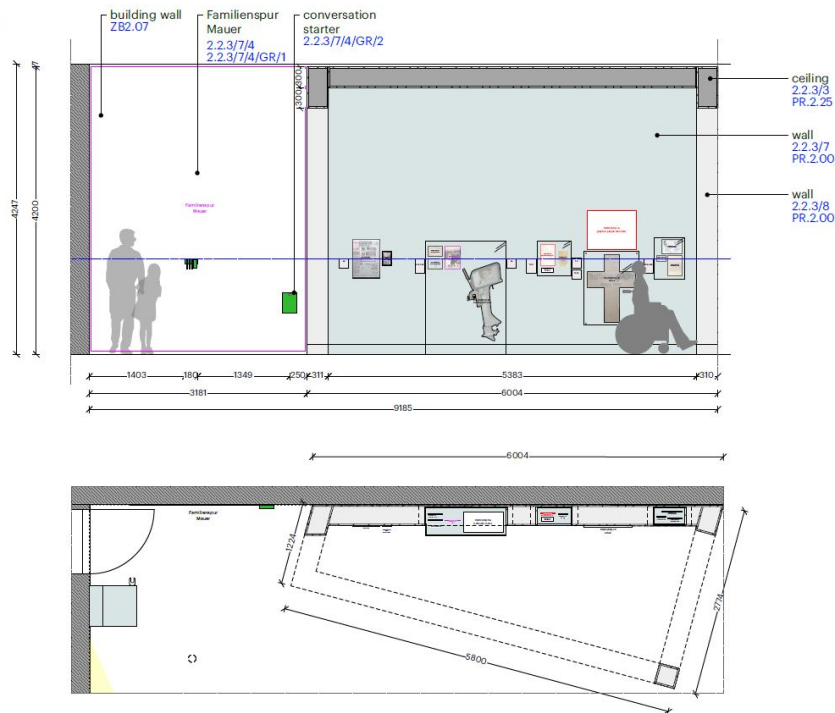 building wall
ZB2.07
Familienspur
Mauer
2.2.3/7/4
2.2.3/7/4/GR/1
conversation
starter
2.2.3/7/4/GR/2
ceiling
2.2.3/3
PR.2.25
wall
2.2.3/7
PR.2.00
wall
2.2.3/8
PR.2.00
47
300
300
4247
4200
Familienspur
Mauer
1403
180
1349
250
311
5383
310
3181
6004
9185
6004
Familienspur
Mauer
1224
2774
5800